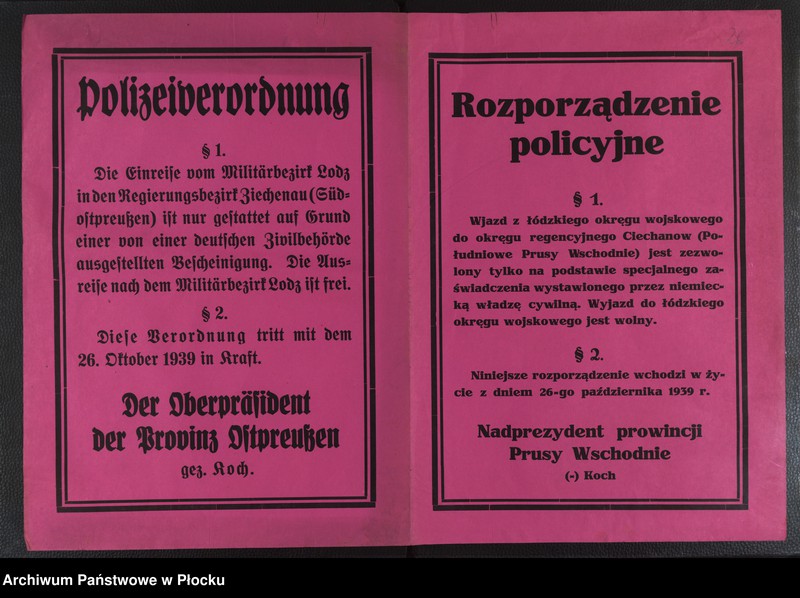 Polizeiverordnung
§ 1.
Die Einreise vom Militärbezirk Lodz
in den Regierungsbezirk Ziechenau (Süd-
ostpreußen) ist nur gestattet auf Grund
einer von einer deutschen Zivilbehörde
ausgestellten Bescheinigung. Die Aus-
reise nach dem Militärbezirk Lodz ist frei.
§ 2.
Diese Verordnung tritt mit dem
26. Oktober 1939 in Kraft.
Der Oberpräsident
der Provinz Ostpreußen
gez. Koch.
Rozporządzenie
policyjne
§ 1.
Wjazd z łódzkiego okręgu wojskowego
do okręgu regencyjnego Ciechanow (Po-
łudniowe Prusy Wschodnie) jest zezwo-
lony tylko na podstawie specjalnego za-
świadczenia wystawionego przez niemiec-
ką władzę cywilną. Wyjazd do łódzkiego
okręgu wojskowego jest wolny.
§ 2.
Niniejsze rozporządzenie wchodzi w ży-
cie z dniem 26-go października 1939 r.
Nadprezydent prowincji
Prusy Wschodnie
(-) Koch
Archiwum Państwowe w Płocku